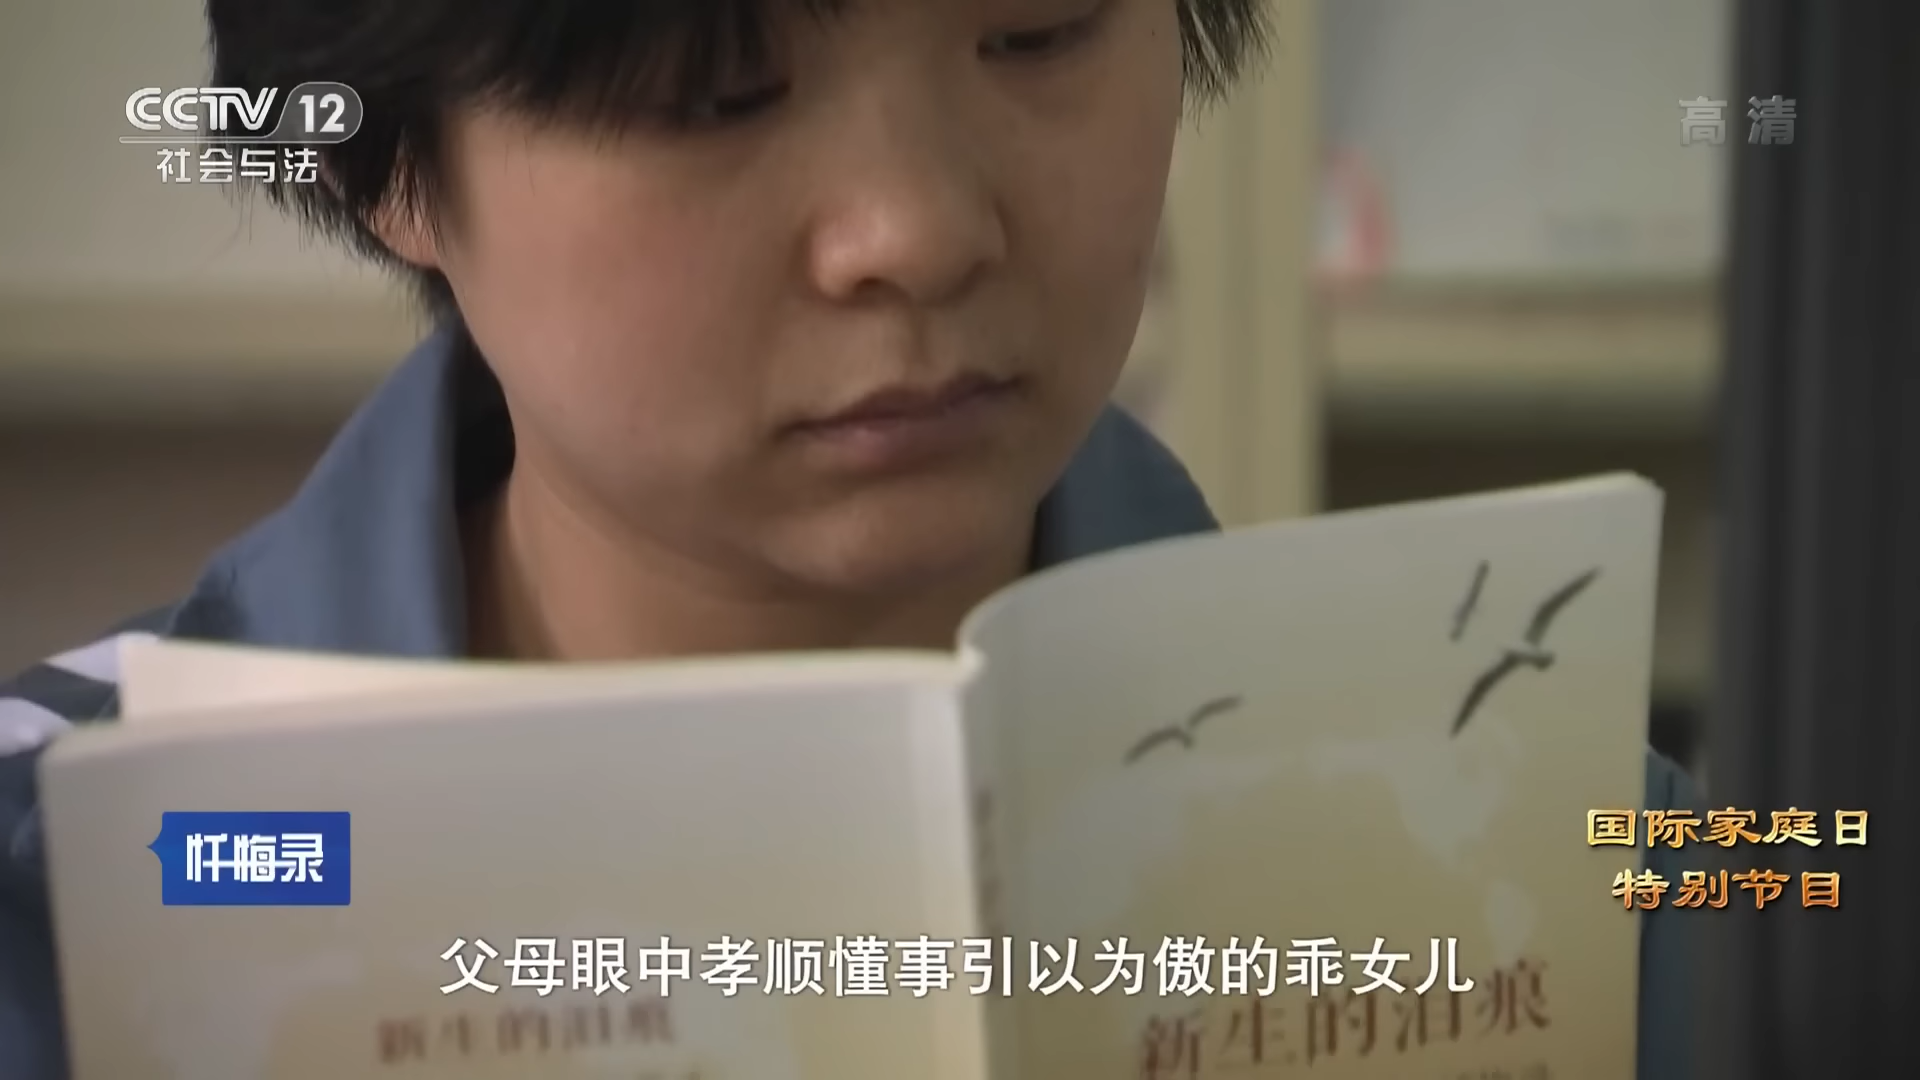 CCTV 12
社会与法
高清
国际家庭日
特别节目
忏悔录
父母眼中孝顺懂事引以为傲的乖女儿
新生的泪痕
新生的泪痕